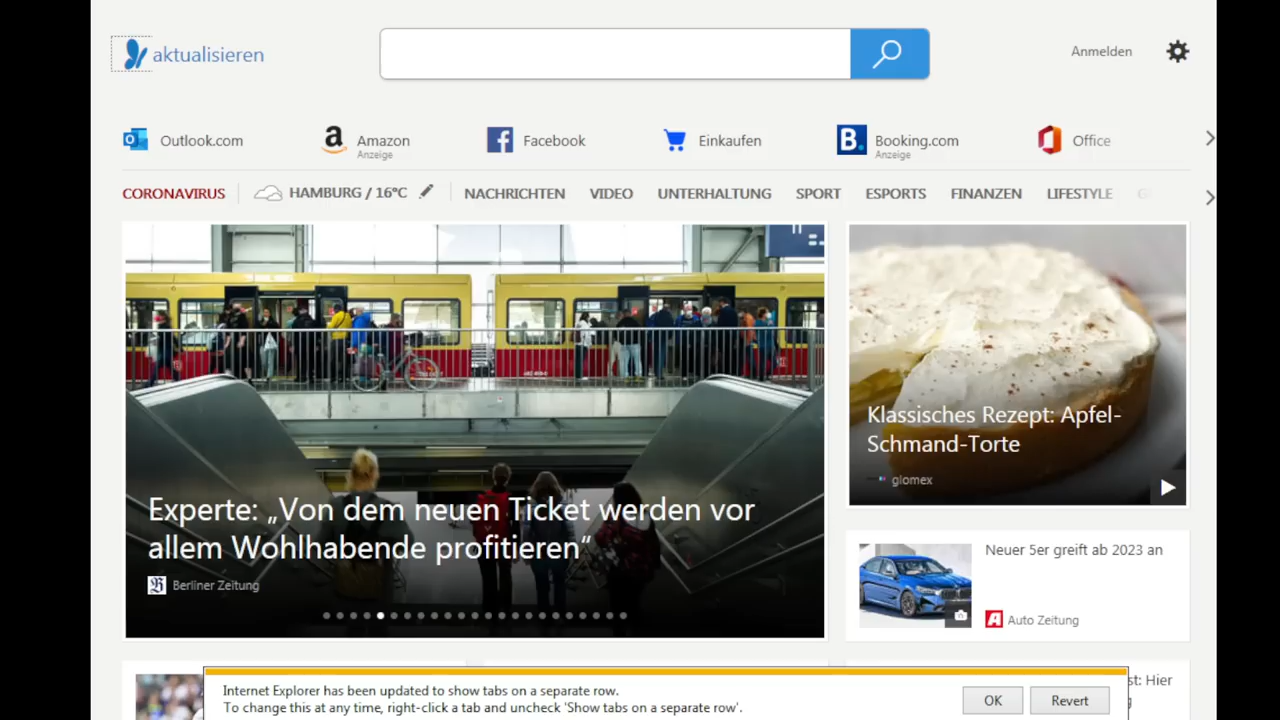 aktualisieren
Anmelden
Outlook.com
Amazon
Anzeige
Facebook
Einkaufen
Booking.com
Anzeige
Office
CORONAVIRUS
HAMBURG / 16°C
NACHRICHTEN
VIDEO
UNTERHALTUNG
SPORT
ESPORTS
FINANZEN
LIFESTYLE
Experte: „Von dem neuen Ticket werden vor
allem Wohlhabende profitieren“
Berliner Zeitung
Klassisches Rezept: Apfel-
Schmand-Torte
glomex
Neuer 5er greift ab 2023 an
Auto Zeitung
st: Hier
Internet Explorer has been updated to show tabs on a separate row.
To change this at any time, right-click a tab and uncheck 'Show tabs on a separate row'.
OK
Revert